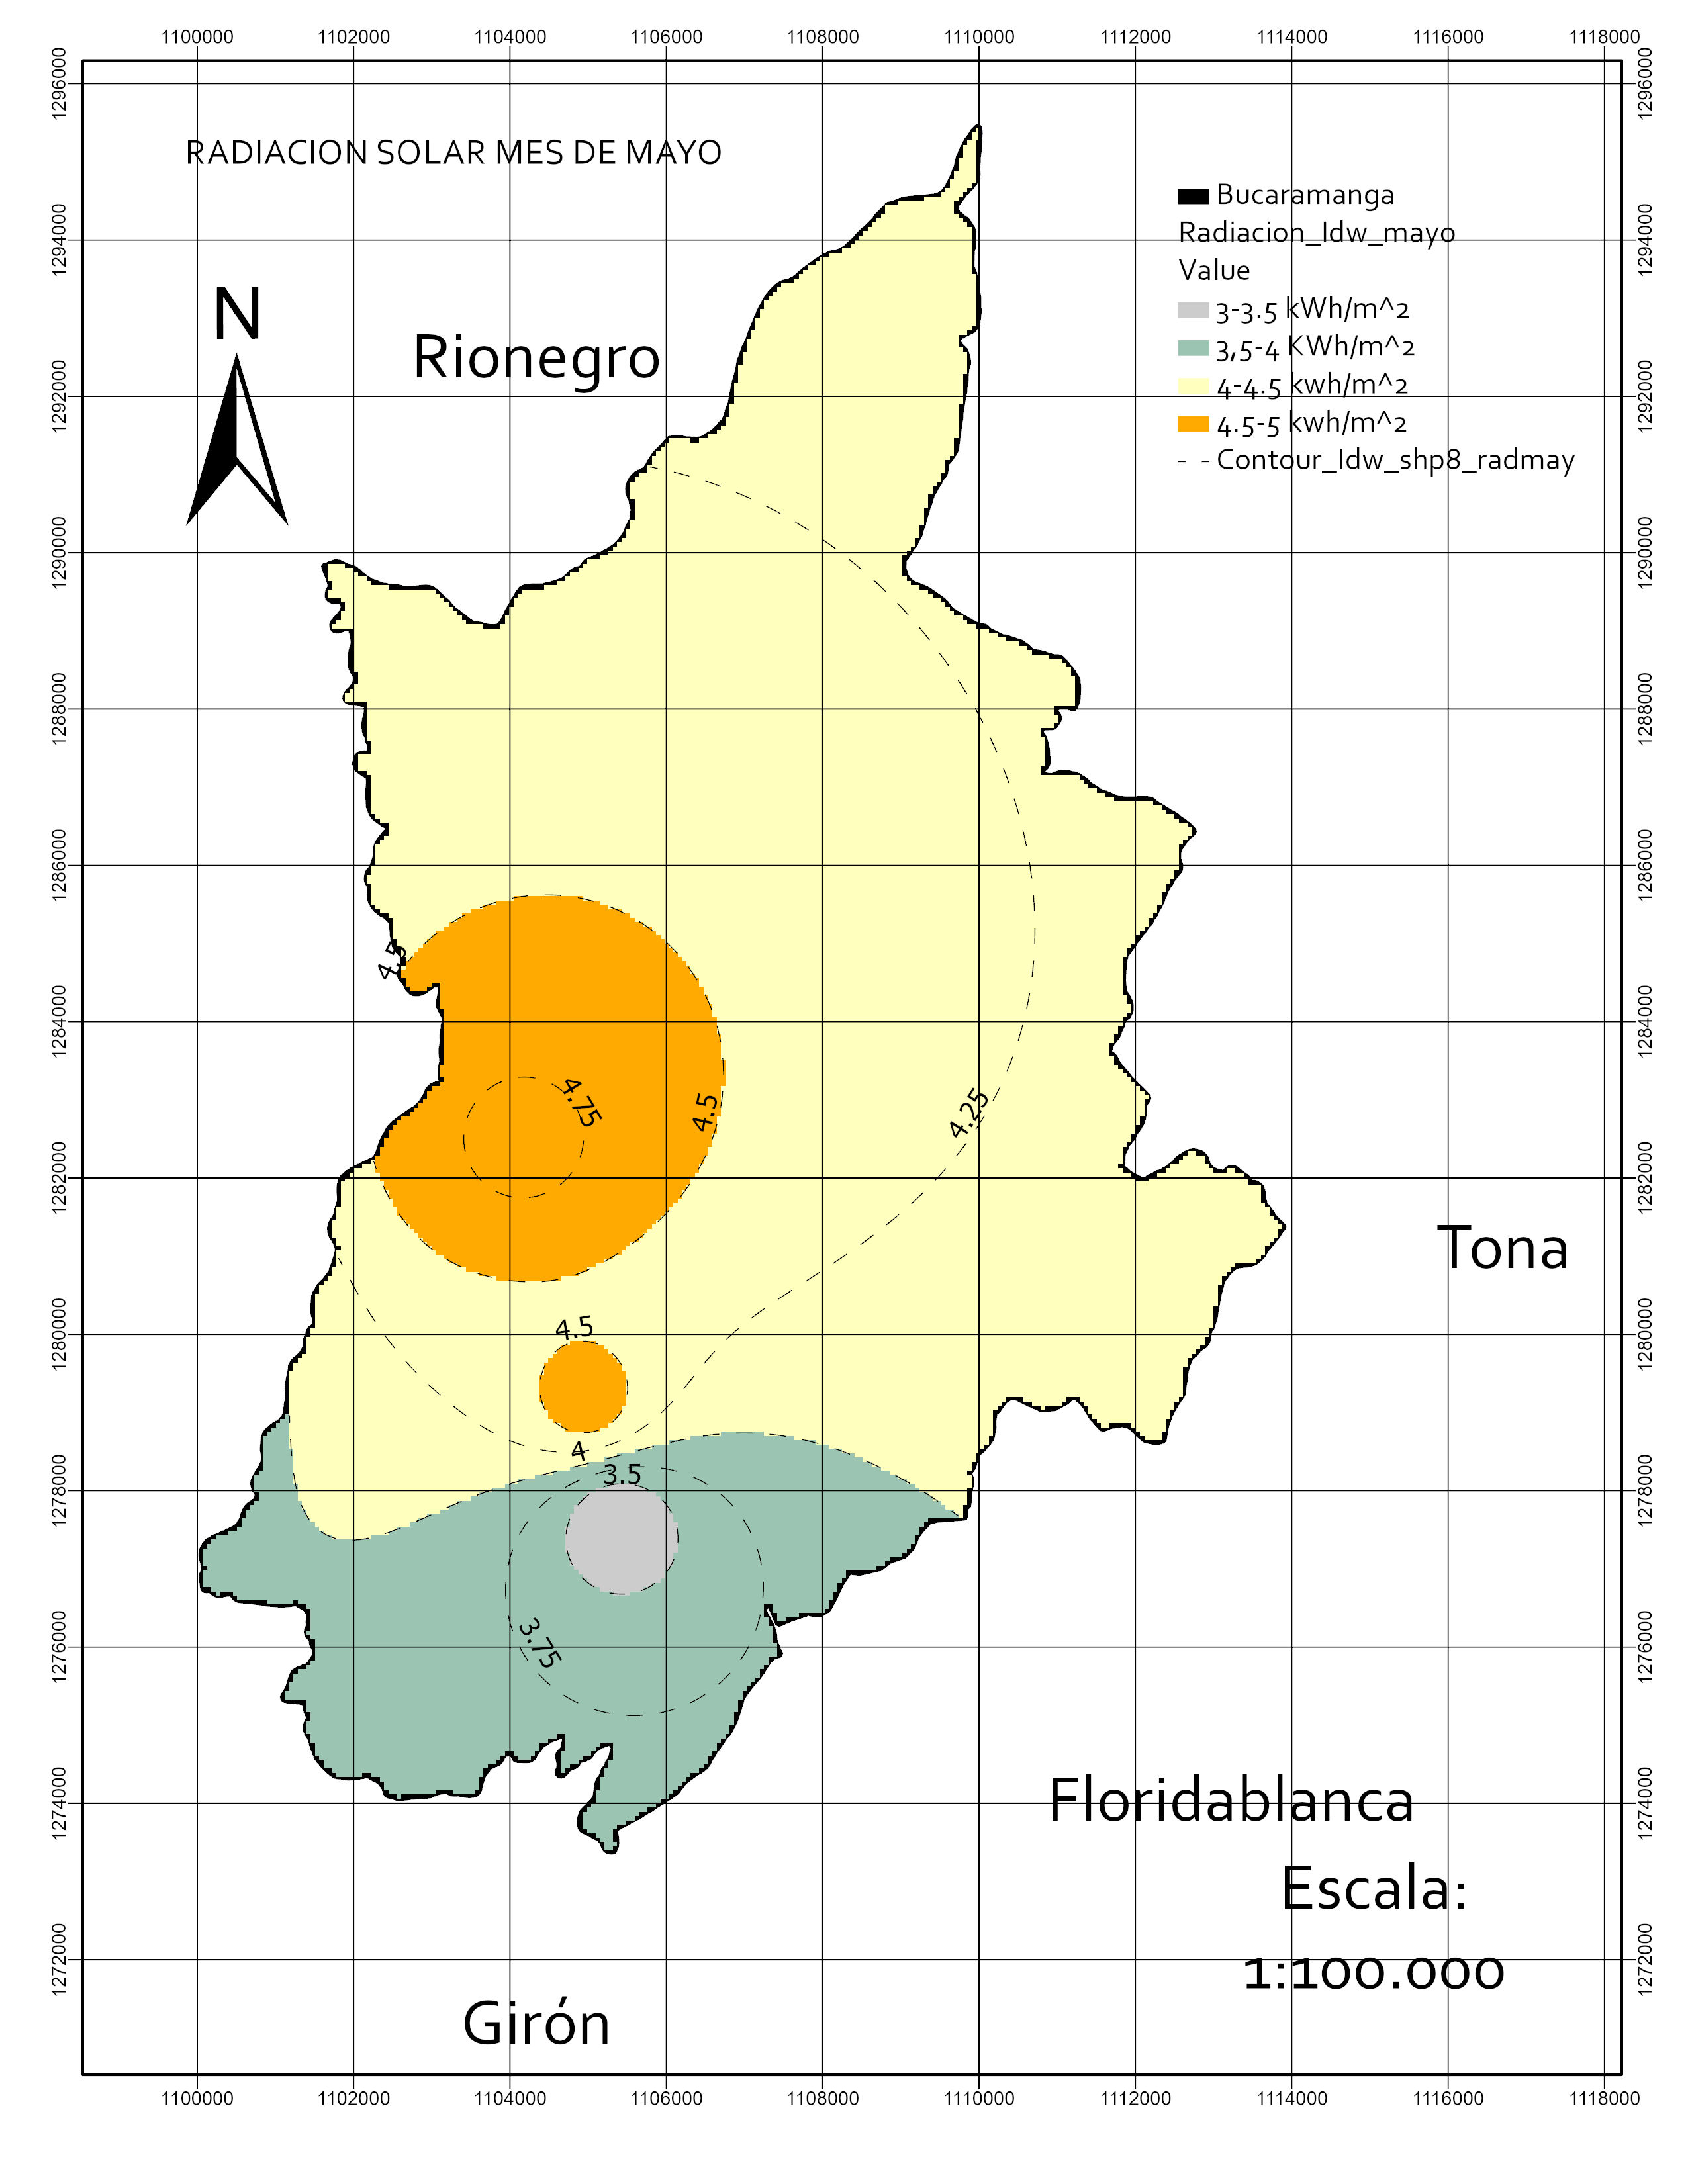 1100000 1102000 1104000 1106000 1108000 1110000 1112000 1114000 1116000 1118000
1296000 1296000
RADIACION SOLAR MES DE MAYO
Bucaramanga
Radiacion_Idw_mayo
1294000 1294000
Value
3-3.5 kWh/m^2
N
3,5-4 KWh/m^2
Rionegro
4-4.5 kwh/m^2
1292000 1292000
4.5-5 kwh/m^2
Contour_Idw_shp8_radmay
1290000 1290000
1288000 1288000
1286000 1286000
4.5
1284000 1284000
4.75
4.5
4.25
1282000 1282000
Tona
4.5
1280000 1280000
4
3.5
1278000 1278000
3.75
1276000 1276000
Floridablanca
1274000 1274000
Escala:
1272000 1272000
1:100.000
Girón
1100000 1102000 1104000 1106000 1108000 1110000 1112000 1114000 1116000 1118000